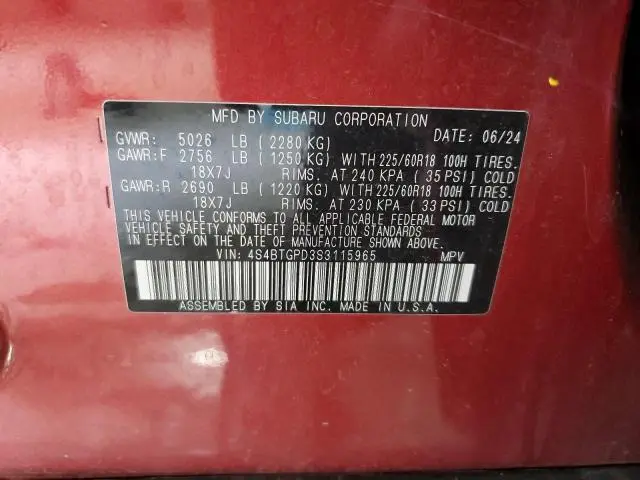 MFD BY SUBARU CORPORATION
GVWR: 5026 LB (2280 KG) DATE: 06/24
GAWR:F 2756 LB (1250 KG) WITH 225/60R18 100H TIRES.
18X7J RIMS. AT 240 KPA (35 PSI) COLD
GAWR:R 2690 LB (1220 KG) WITH 225/60R18 100H TIRES.
18X7J RIMS. AT 230 KPA (33 PSI) COLD
THIS VEHICLE CONFORMS TO ALL APPLICABLE FEDERAL MOTOR
VEHICLE SAFETY AND THEFT PREVENTION STANDARDS
IN EFFECT ON THE DATE OF MANUFACTURE SHOWN ABOVE.
VIN: 4S4BTGPD3S3115965 MPV
ASSEMBLED BY SIA INC. MADE IN U.S.A.